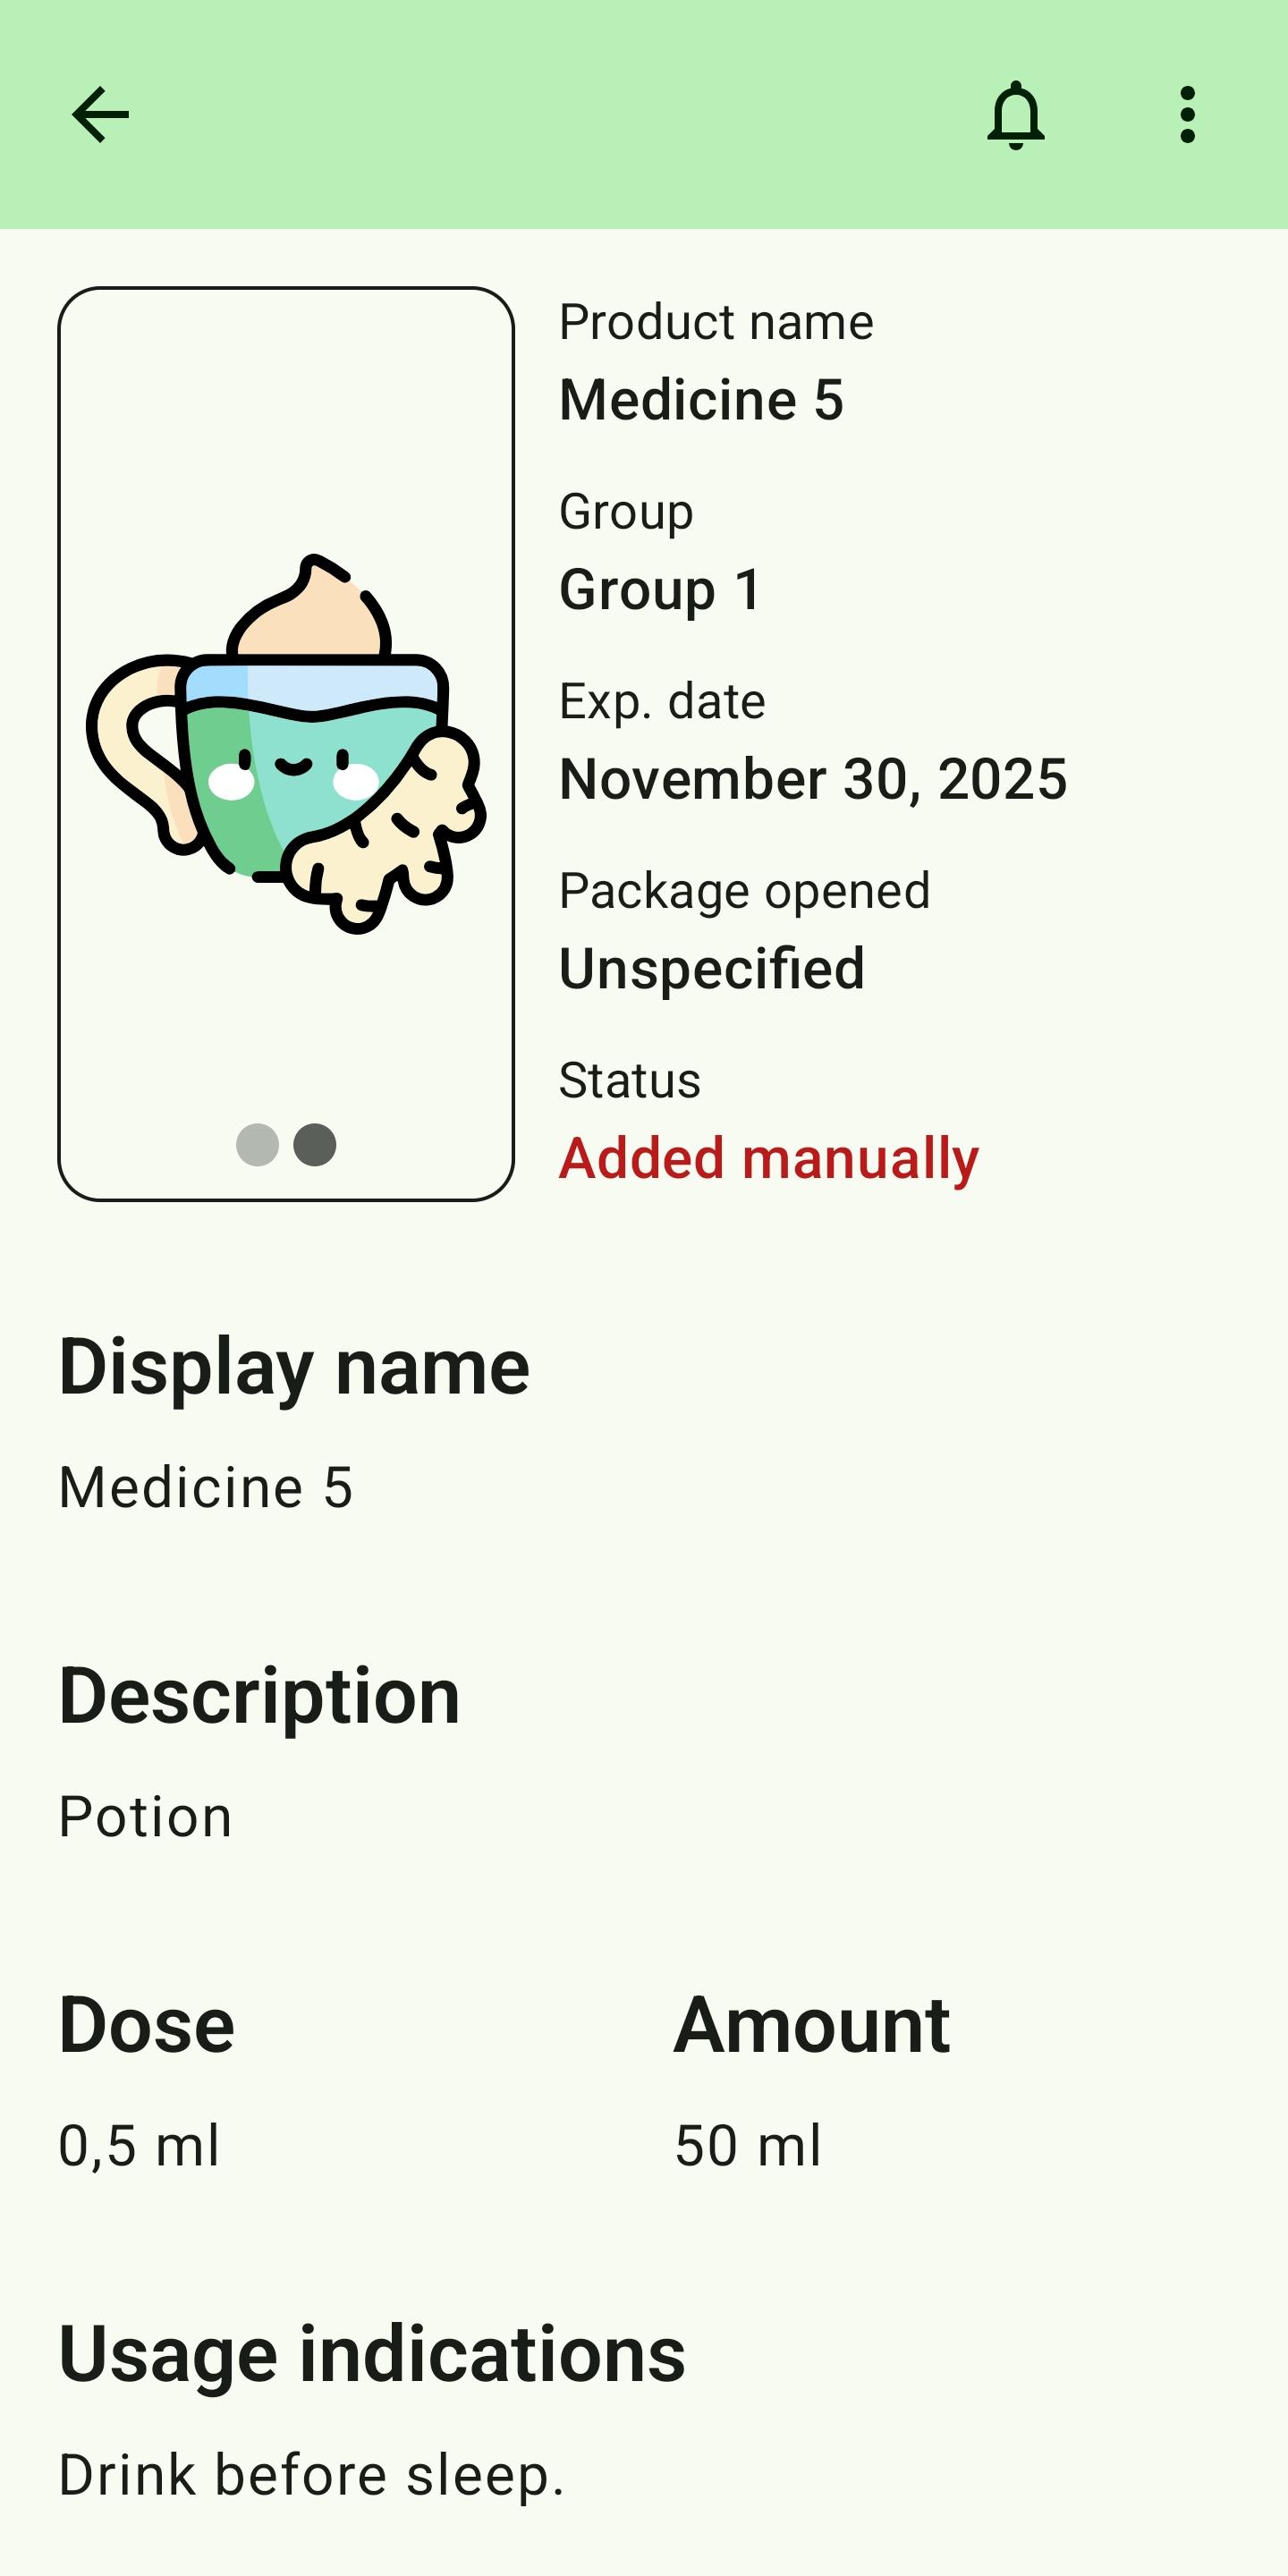 Product name
Medicine 5
Group
Group 1
Exp. date
November 30, 2025
Package opened
Unspecified
Status
Added manually
Display name
Medicine 5
Description
Potion
Dose
Amount
0,5 ml
50 ml
Usage indications
Drink before sleep.